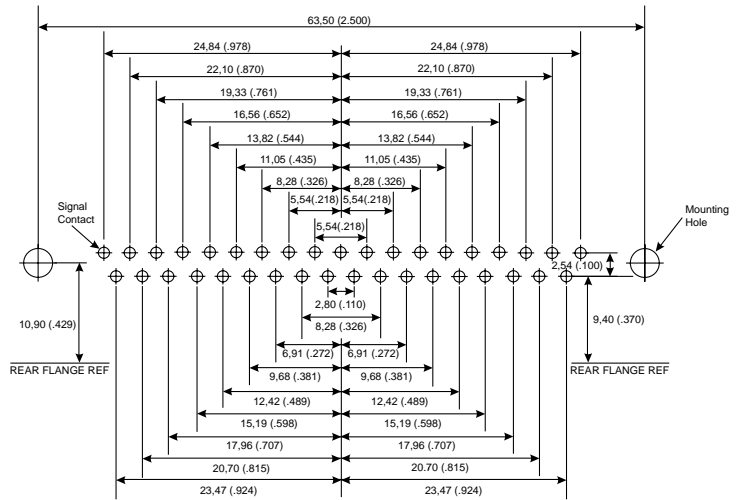 63,50 (2.500)
24,84 (.978) 24,84 (.978)
22,10 (.870) 22,10 (.870)
19,33 (.761) 19,33 (.761)
16,56 (.652) 16,56 (.652)
13,82 (.544) 13,82 (.544)
11,05 (.435) 11,05 (.435)
8,28 (.326) 8,28 (.326)
5,54(.218) 5,54(.218)
Signal
Contact
Mounting
Hole
5,54(.218)
2,54 (.100)
2,80 (.110)
10,90 (.429)
9,40 (.370)
8,28 (.326)
6,91 (.272) 6,91 (.272)
REAR FLANGE REF REAR FLANGE REF
9,68 (.381) 9,68 (.381)
12,42 (.489) 12,42 (.489)
15,19 (.598) 15,19 (.598)
17,96 (.707) 17,96 (.707)
20,70 (.815) 20.70 (.815)
23,47 (.924) 23,47 (.924)